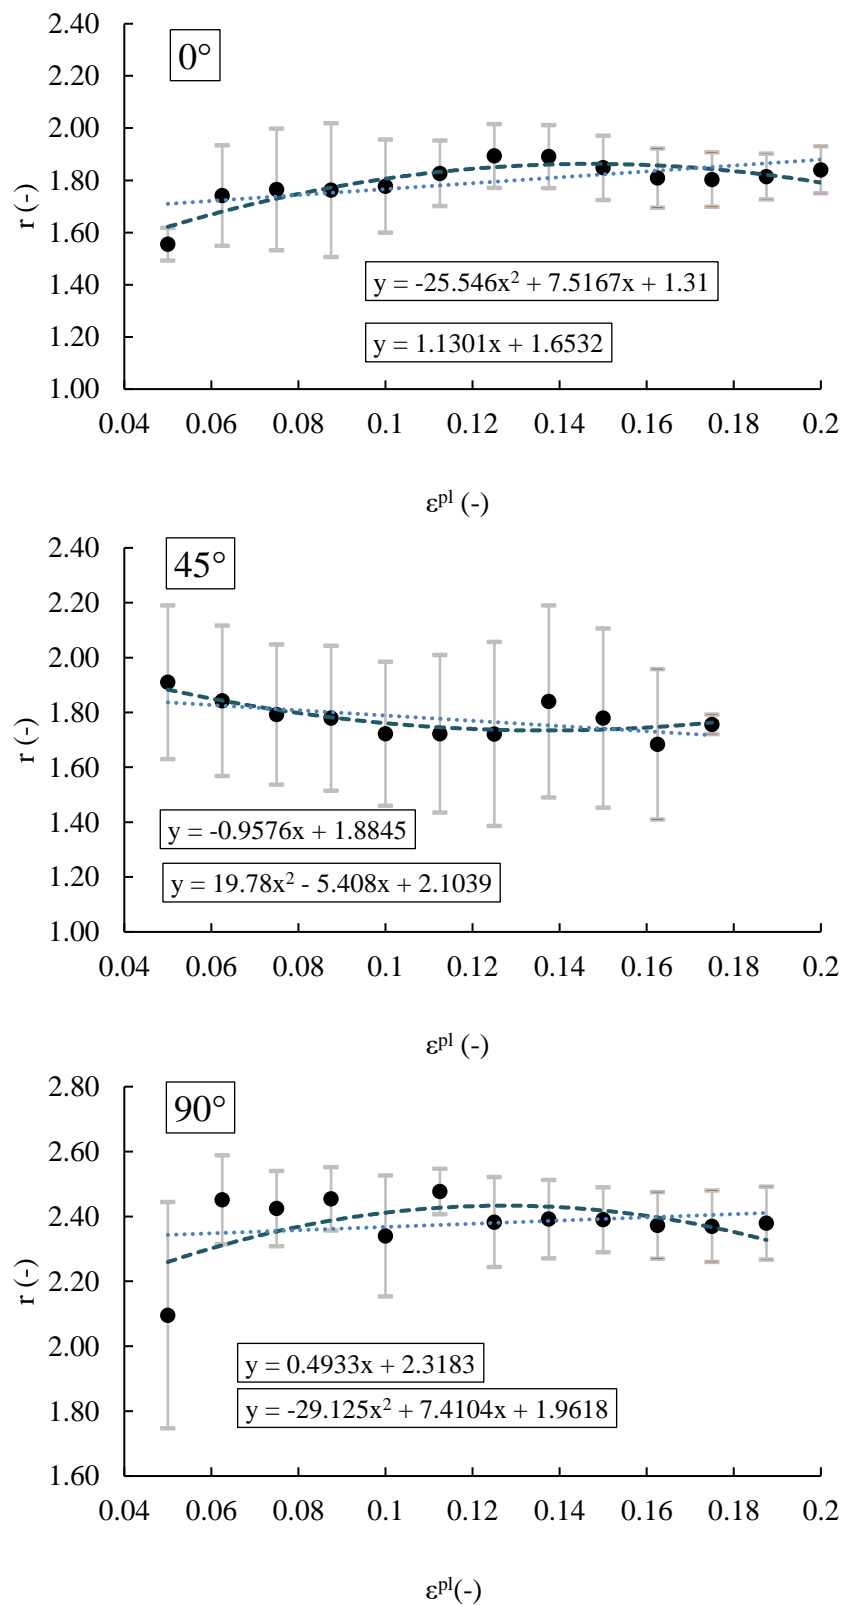 2.40
0°
2.20
2.00
1.80
r (-)
1.60
y = -25.546x² + 7.5167x + 1.31
1.40
y = 1.1301x + 1.6532
1.20
1.00
0.04 0.06 0.08 0.1 0.12 0.14 0.16 0.18 0.2
εᵖˡ (-)
2.40
45°
2.20
2.00
1.80
r (-)
1.60
1.40
y = -0.9576x + 1.8845
1.20
y = 19.78x² - 5.408x + 2.1039
1.00
0.04 0.06 0.08 0.1 0.12 0.14 0.16 0.18 0.2
εᵖˡ (-)
2.80
90°
2.60
2.40
2.20
r (-)
2.00
y = 0.4933x + 2.3183
1.80
y = -29.125x² + 7.4104x + 1.9618
1.60
0.04 0.06 0.08 0.1 0.12 0.14 0.16 0.18 0.2
εᵖˡ(-)